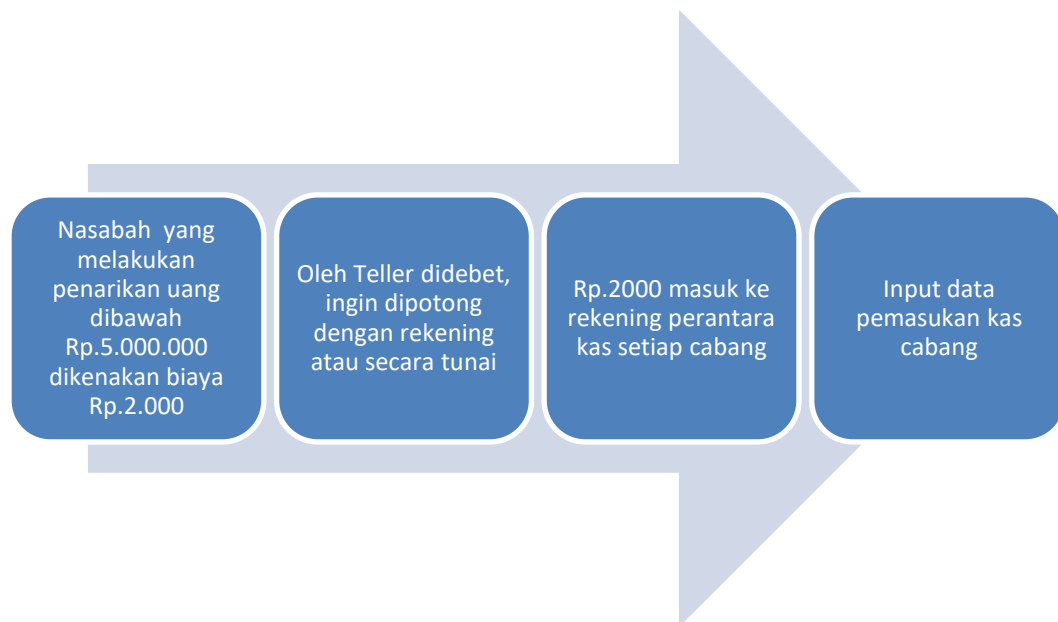 Nasabah yang
melakukan
penarikan uang
dibawah
Rp.5.000.000
dikenakan biaya
Rp.2.000
Oleh Teller didebet,
ingin dipotong
dengan rekening
atau secara tunai
Rp.2000 masuk ke
rekening perantara
kas setiap cabang
Input data
pemasukan kas
cabang